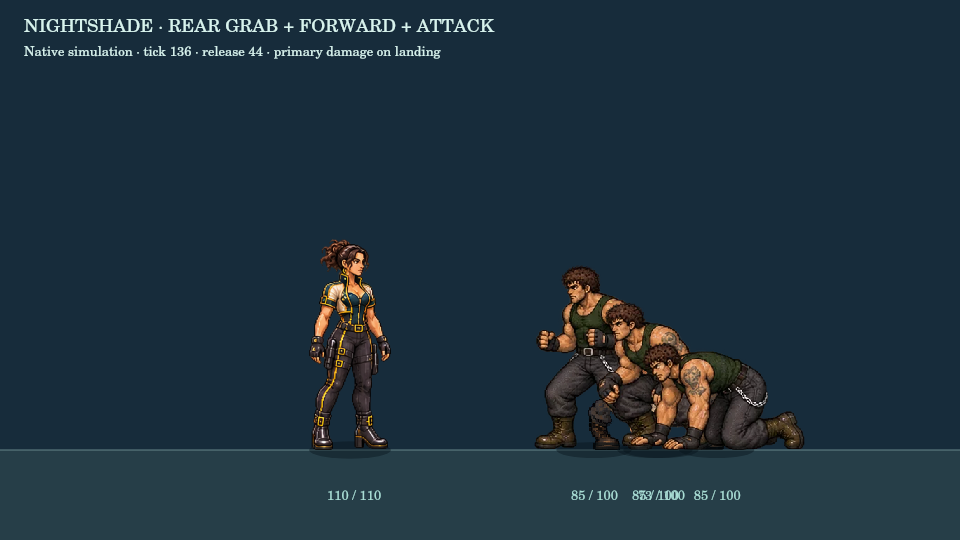 NIGHTSHADE · REAR GRAB + FORWARD + ATTACK
Native simulation · tick 136 · release 44 · primary damage on landing
110 / 110 85 / 100 85 / 100